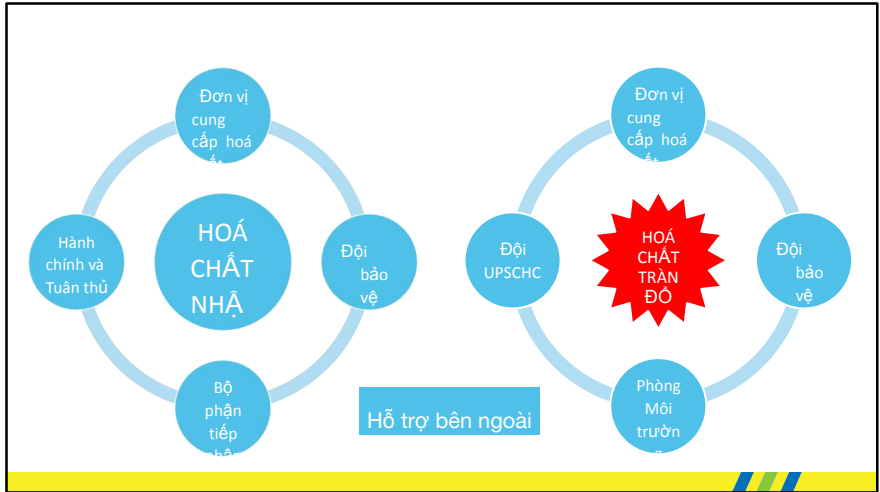 Đơn vị
cung
cấp hoá
Hành
chính và
Tuân thủ
HOÁ
CHẤT
NHẬ
Đội
bảo
vệ
Bộ
phận
tiếp
Hỗ trợ bên ngoài
Đơn vị
cung
cấp hoá
Đội
UPSCHC
HOÁ
CHẤT
TRÀN
ĐỔ
Đội
bảo
vệ
Phòng
Môi
trườn